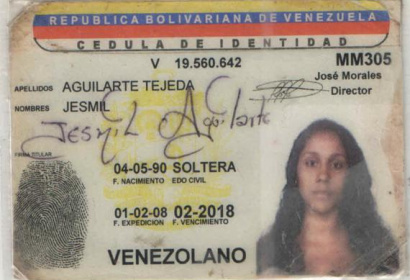 REPUBLICA BOLIVARIANA DE VENEZUELA
CEDULA DE IDENTIDAD
V 19.560.642
MM305
José Morales
Director
APELLIDOS AGUILARTE TEJEDA
NOMBRES JESMIL
Jesmil Aguilarte
FIRMA TITULAR
04-05-90 SOLTERA
F. NACIMIENTO EDO CIVIL
01-02-08 02-2018
F. EXPEDICION F. VENCIMIENTO
VENEZOLANO